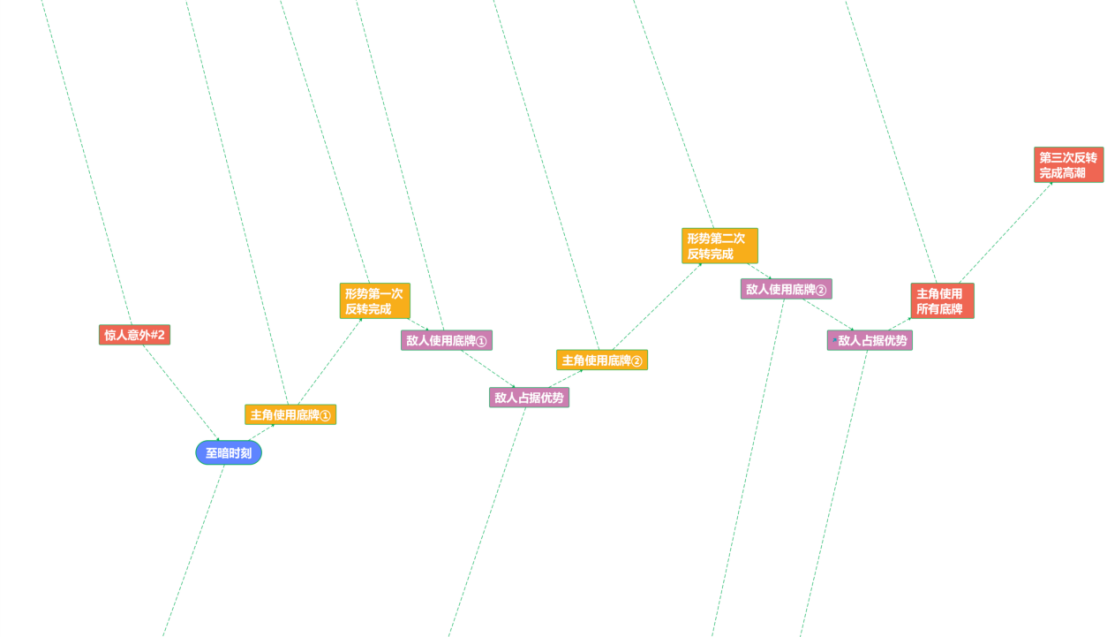 惊人意外#2
至暗时刻
主角使用底牌①
形势第一次
反转完成
敌人使用底牌①
敌人占据优势
主角使用底牌②
形势第二次
反转完成
敌人使用底牌②
敌人占据优势
主角使用
所有底牌
第三次反转
完成高潮